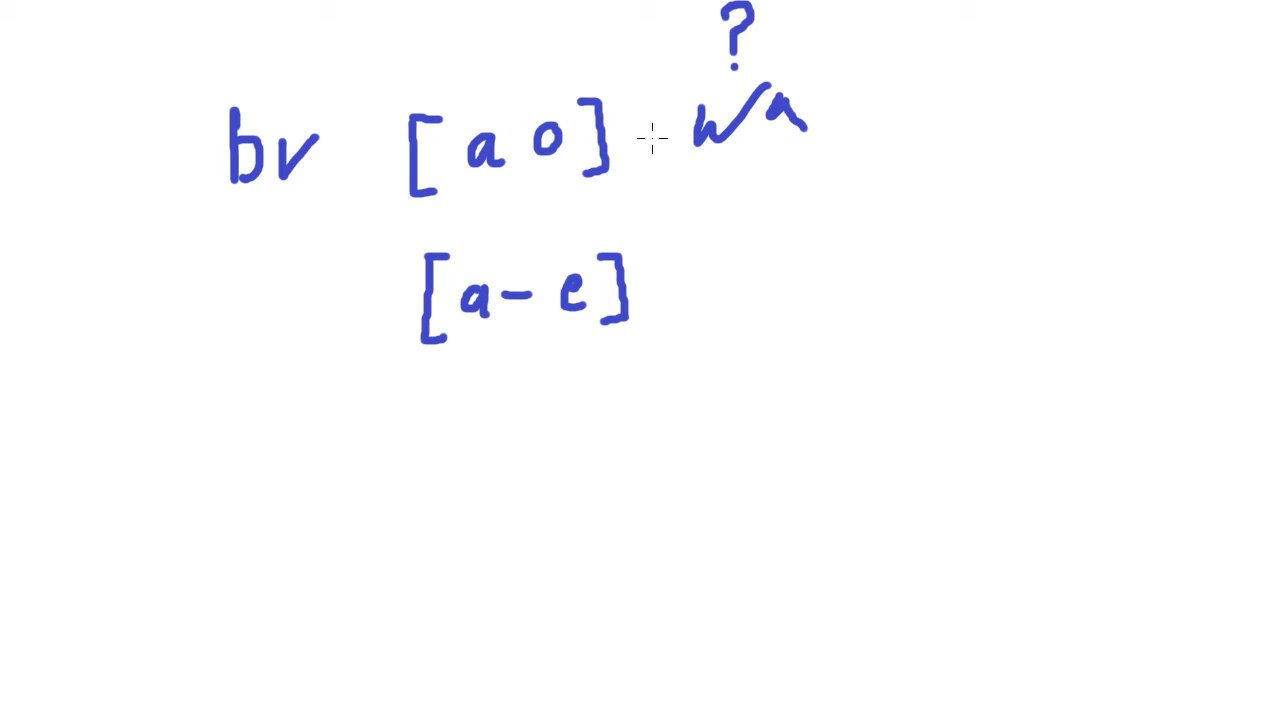 ?
br [ a o ]
[ a - e ]